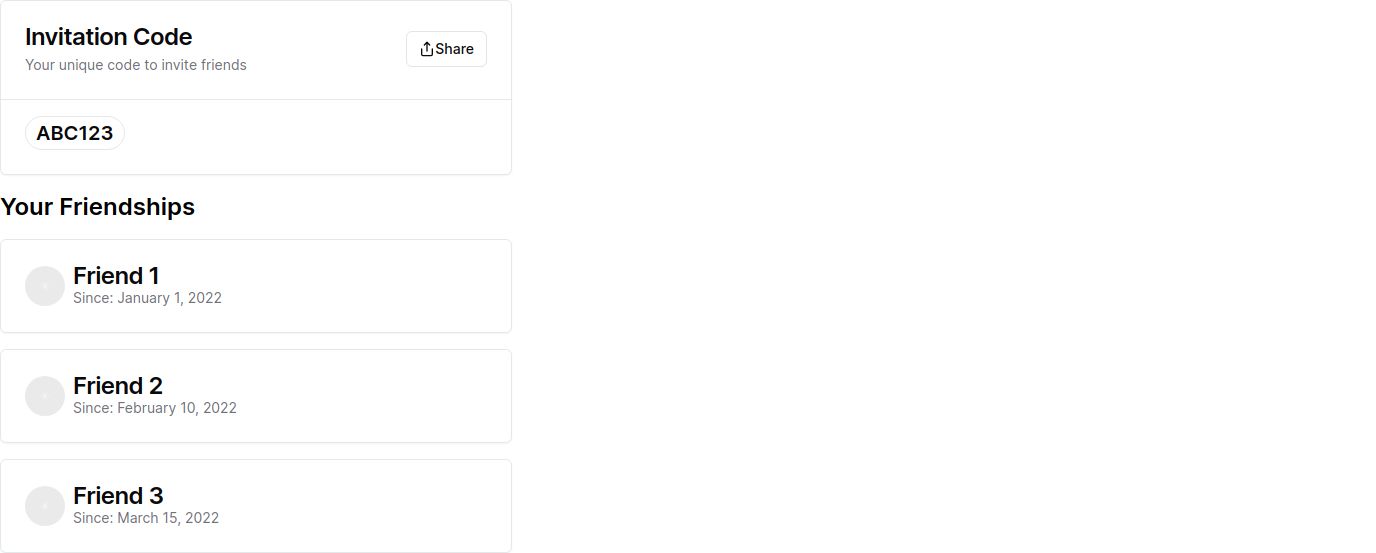 Invitation Code
Your unique code to invite friends
Share
ABC123
Your Friendships
Friend 1
Since: January 1, 2022
Friend 2
Since: February 10, 2022
Friend 3
Since: March 15, 2022